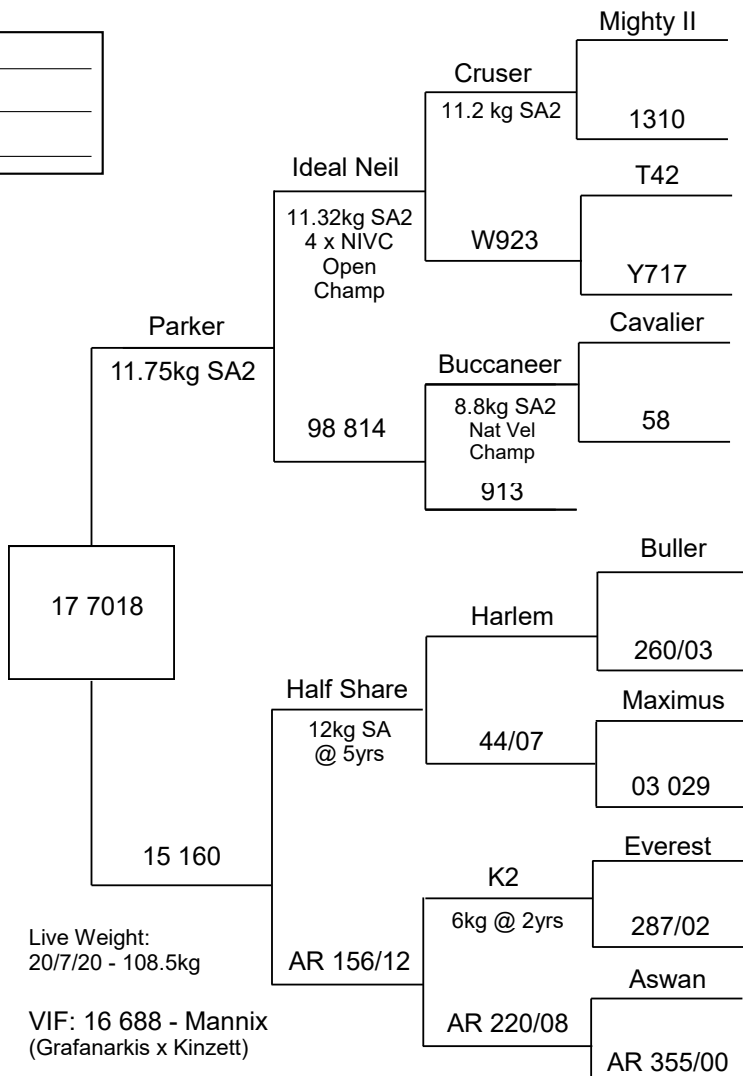 Mighty II
Cruser
11.2 kg SA2
1310
Ideal Neil
T42
11.32kg SA2
4 x NIVC
Open
Champ
W923
Y717
Parker
Cavalier
11.75kg SA2
Buccaneer
8.8kg SA2
Nat Vel
Champ
58
98 814
913
17 7018
Buller
Harlem
260/03
Half Share
Maximus
12kg SA
@ 5yrs
44/07
03 029
15 160
Everest
K2
6kg @ 2yrs
287/02
Live Weight:
20/7/20 - 108.5kg
AR 156/12
Aswan
VIF: 16 688 - Mannix
(Grafanarkis x Kinzett)
AR 220/08
AR 355/00